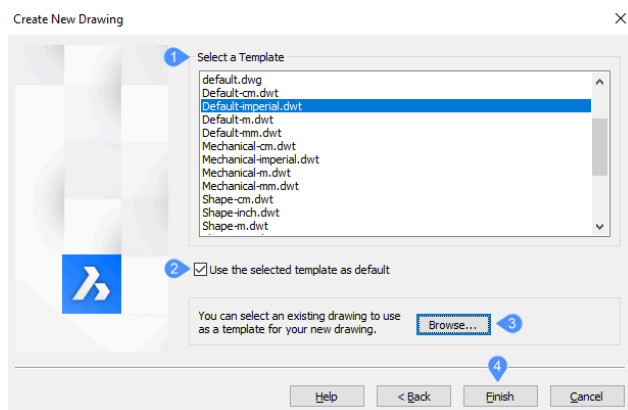 Create New Drawing
1
Select a Template
default.dwg
Default-cm.dwt
Default-imperial.dwt
Default-m.dwt
Default-mm.dwt
Mechanical-cm.dwt
Mechanical-imperial.dwt
Mechanical-m.dwt
Mechanical-mm.dwt
Shape-cm.dwt
Shape-inch.dwt
Shape-m.dwt
2
Use the selected template as default
You can select an existing drawing to use
as a template for your new drawing.
Browse...
3
4
Help
< Back
Finish
Cancel